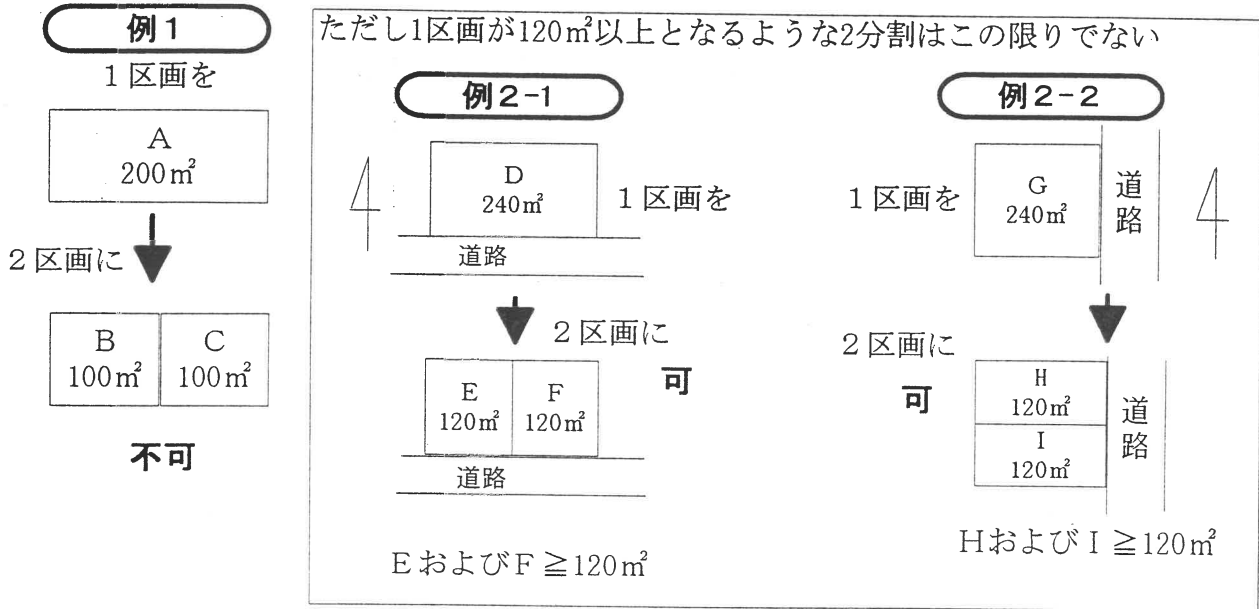 例1
1区画を
A
200㎡
2区画に
B
100㎡
C
100㎡
不可
ただし1区画が120㎡以上となるような2分割はこの限りでない
例2-1
D
240㎡
1区画を
道路
2区画に
可
E
120㎡
F
120㎡
道路
EおよびF≧120㎡
例2-2
1区画を
G
240㎡
道路
2区画に
可
H
120㎡
I
120㎡
道路
HおよびI≧120㎡